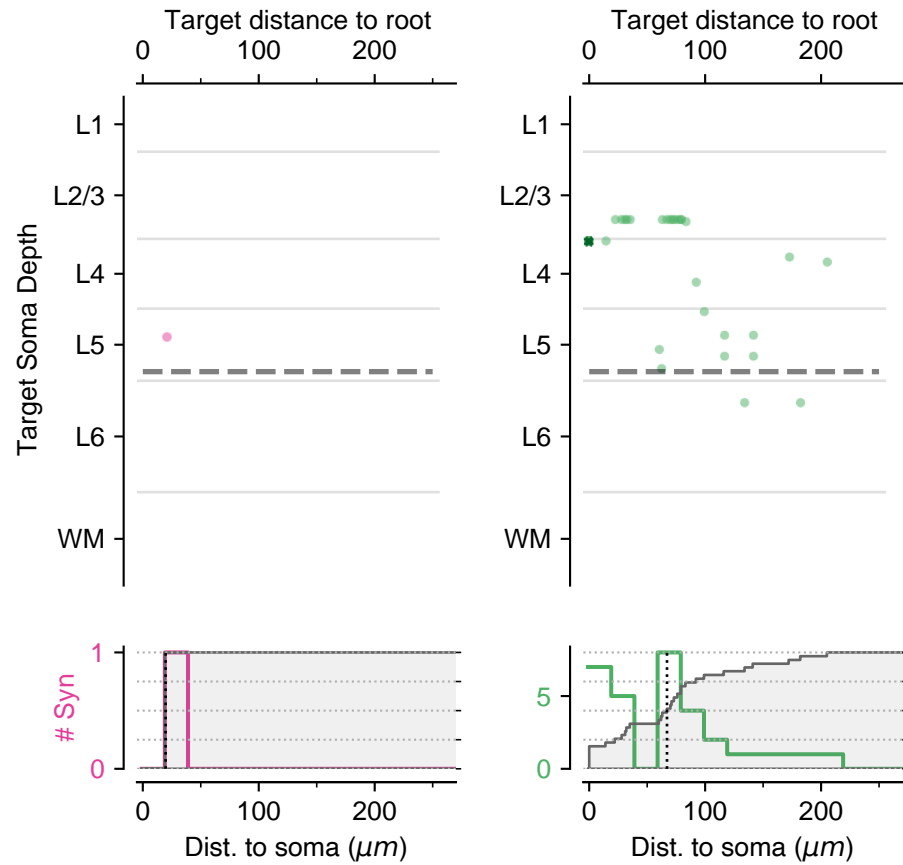 Target distance to root
Target distance to root
0 100 200
0 100 200
Target Soma Depth
L1
L2/3
L4
L5
L6
WM
L1
L2/3
L4
L5
L6
WM
# Syn
1
0
5
0
0 100 200
0 100 200
Dist. to soma (μm)
Dist. to soma (μm)